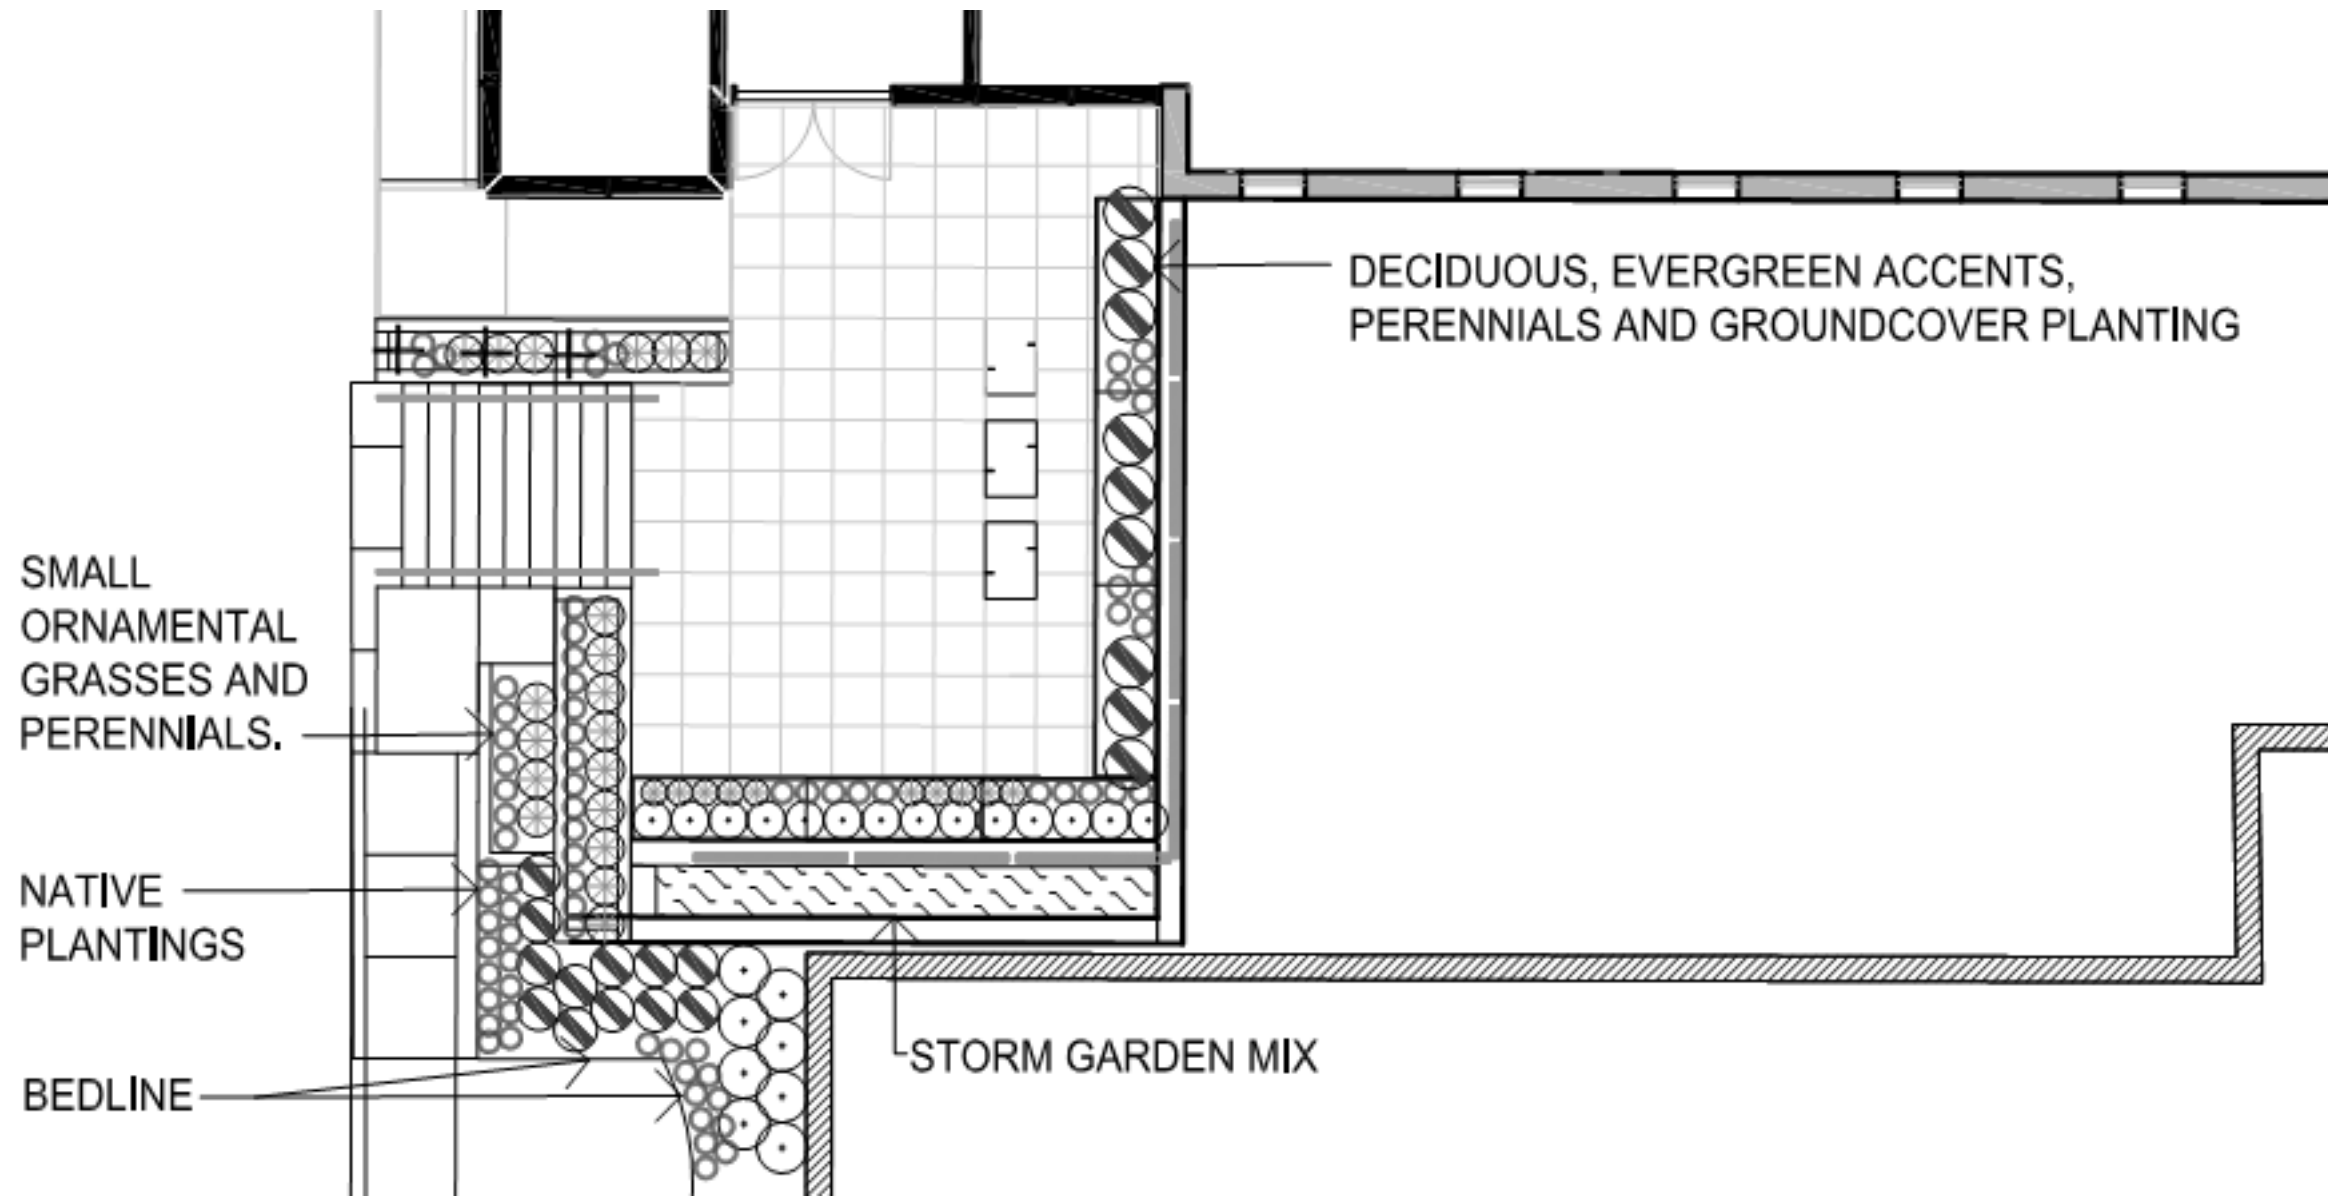 DECIDUOUS, EVERGREEN ACCENTS,
PERENNIALS AND GROUNDCOVER PLANTING
SMALL
ORNAMENTAL
GRASSES AND
PERENNIALS.
NATIVE
PLANTINGS
STORM GARDEN MIX
BEDLINE